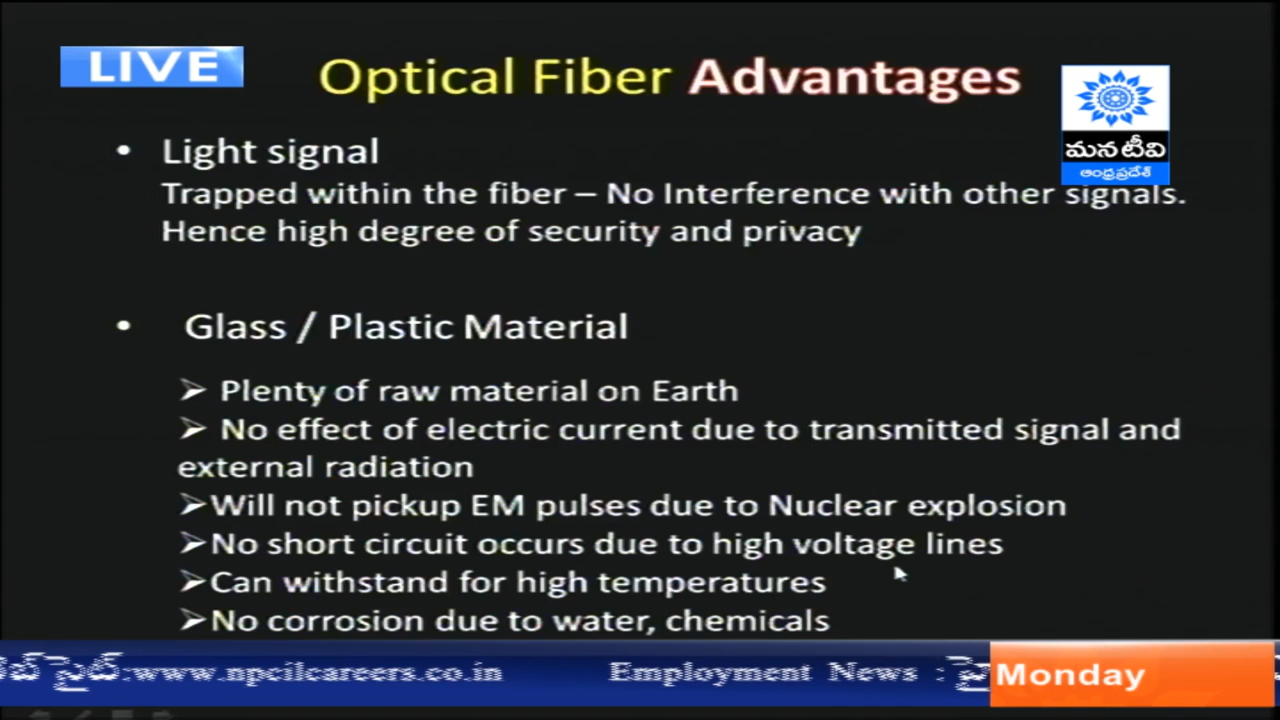 LIVE
Optical Fiber Advantages
మన టీవి
ఆంధ్రప్రదేశ్
• Light signal
Trapped within the fiber – No Interference with other signals.
Hence high degree of security and privacy
• Glass / Plastic Material
➢ Plenty of raw material on Earth
➢ No effect of electric current due to transmitted signal and
external radiation
➢Will not pickup EM pulses due to Nuclear explosion
➢No short circuit occurs due to high voltage lines
➢Can withstand for high temperatures
➢No corrosion due to water, chemicals
:www.npcilcareers.co.in Employment News :
Monday